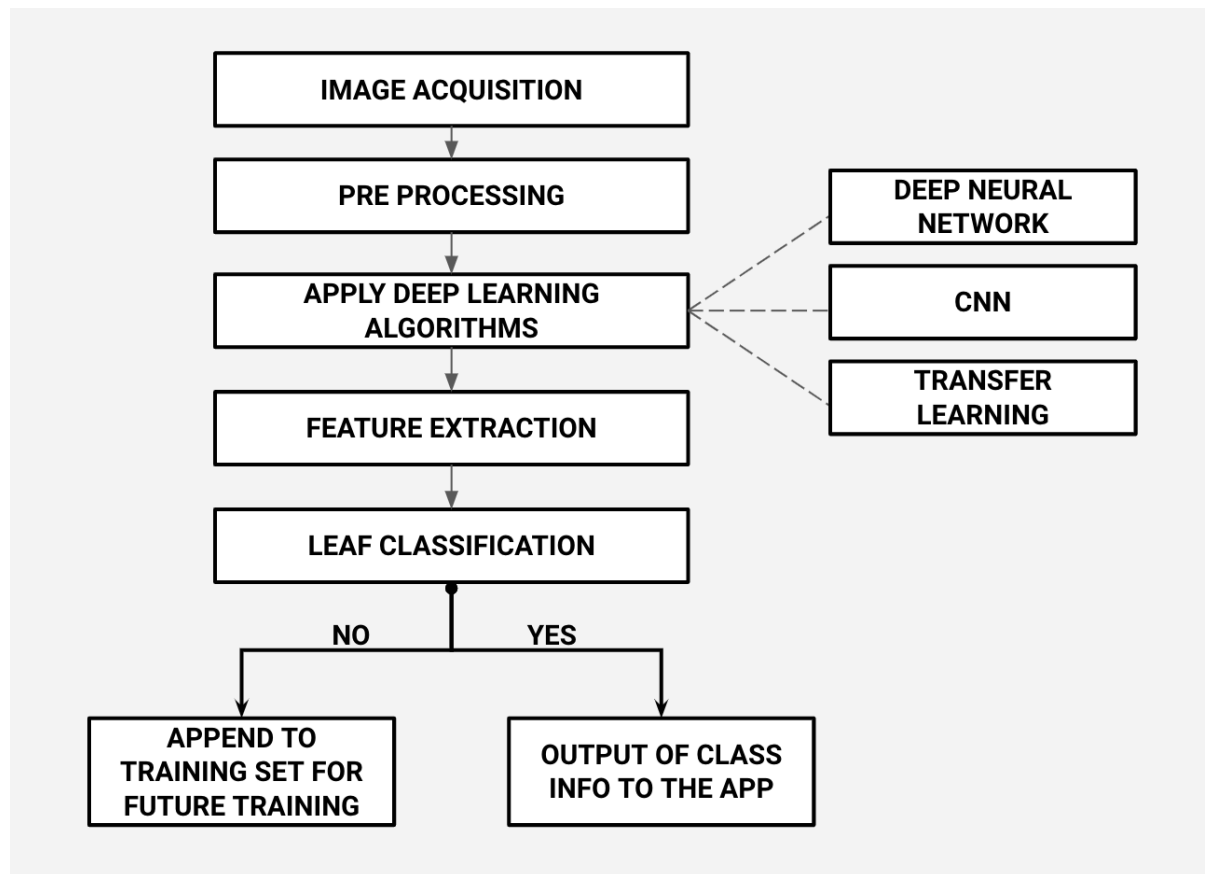 IMAGE ACQUISITION
PRE PROCESSING
APPLY DEEP LEARNING
ALGORITHMS
DEEP NEURAL
NETWORK
CNN
TRANSFER
LEARNING
FEATURE EXTRACTION
LEAF CLASSIFICATION
NO
YES
APPEND TO
TRAINING SET FOR
FUTURE TRAINING
OUTPUT OF CLASS
INFO TO THE APP